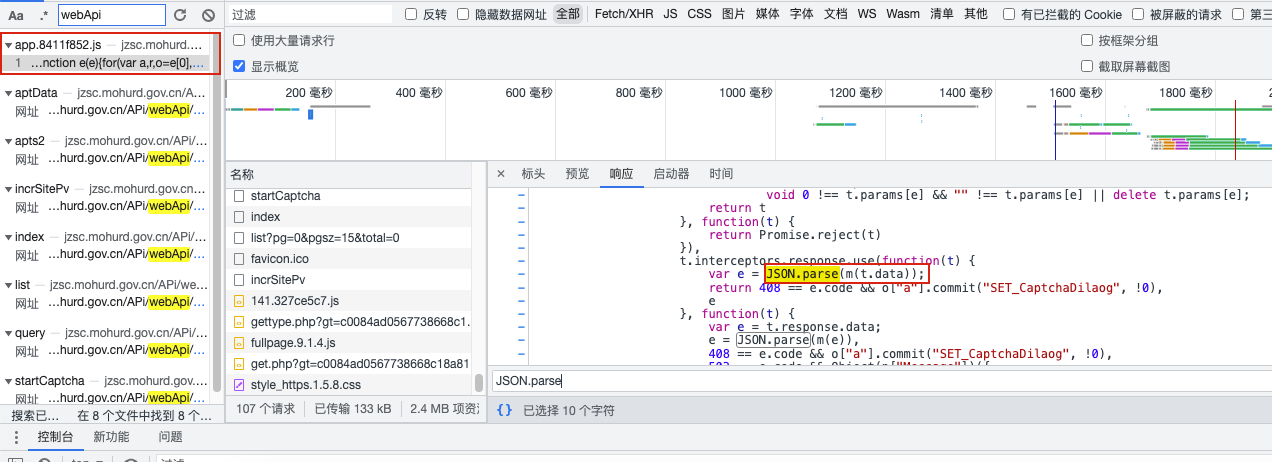 Aa .* webApi
过滤 反转 隐藏数据网址 全部 Fetch/XHR JS CSS 图片 媒体 字体 文档 WS Wasm 清单 其他 有已拦截的 Cookie 被屏蔽的请求 第三
app.8411f852.js — jzsc.mohurd.…
1 …nction e(e){for(var a,r,o=e[0],…
aptData — jzsc.mohurd.gov.cn/A…
网址 …hurd.gov.cn/APi/webApi/…
apts2 — jzsc.mohurd.gov.cn/APi/…
网址 …hurd.gov.cn/APi/webApi/…
incrSitePv — jzsc.mohurd.gov.cn…
网址 …hurd.gov.cn/APi/webApi/…
index — jzsc.mohurd.gov.cn/APi/…
网址 …hurd.gov.cn/APi/webApi/…
list — jzsc.mohurd.gov.cn/APi/we…
网址 …hurd.gov.cn/APi/webApi/…
query — jzsc.mohurd.gov.cn/APi/…
网址 …hurd.gov.cn/APi/webApi/…
startCaptcha — jzsc.mohurd.gov…
网址 …hurd.gov.cn/APi/webApi/…
搜索已… 在 8 个文件中找到 8 个…
使用大量请求行 按框架分组
显示概览 截取屏幕截图
200 毫秒 400 毫秒 600 毫秒 800 毫秒 1000 毫秒 1200 毫秒 1400 毫秒 1600 毫秒 1800 毫秒
名称
startCaptcha
index
list?pg=0&pgsz=15&total=0
favicon.ico
incrSitePv
141.327ce5c7.js
gettype.php?gt=c0084ad0567738668c1.
fullpage.9.1.4.js
get.php?gt=c0084ad0567738668c18a81
style_https.1.5.8.css
107 个请求 已传输 133 kB 2.4 MB 项资
× 标头 预览 响应 启动器 时间
void 0 !== t.params[e] && "" !== t.params[e] || delete t.params[e];
return t
}, function(t) {
return Promise.reject(t)
}),
t.interceptors.response.use(function(t) {
var e = JSON.parse(m(t.data));
return 408 == e.code && o["a"].commit("SET_CaptchaDilaog", !0),
e
}, function(t) {
var e = t.response.data;
e = JSON.parse(m(e)),
408 == e.code && o["a"].commit("SET_CaptchaDilaog", !0),
JSON.parse
{} 已选择 10 个字符
控制台 新功能 问题
top
过滤